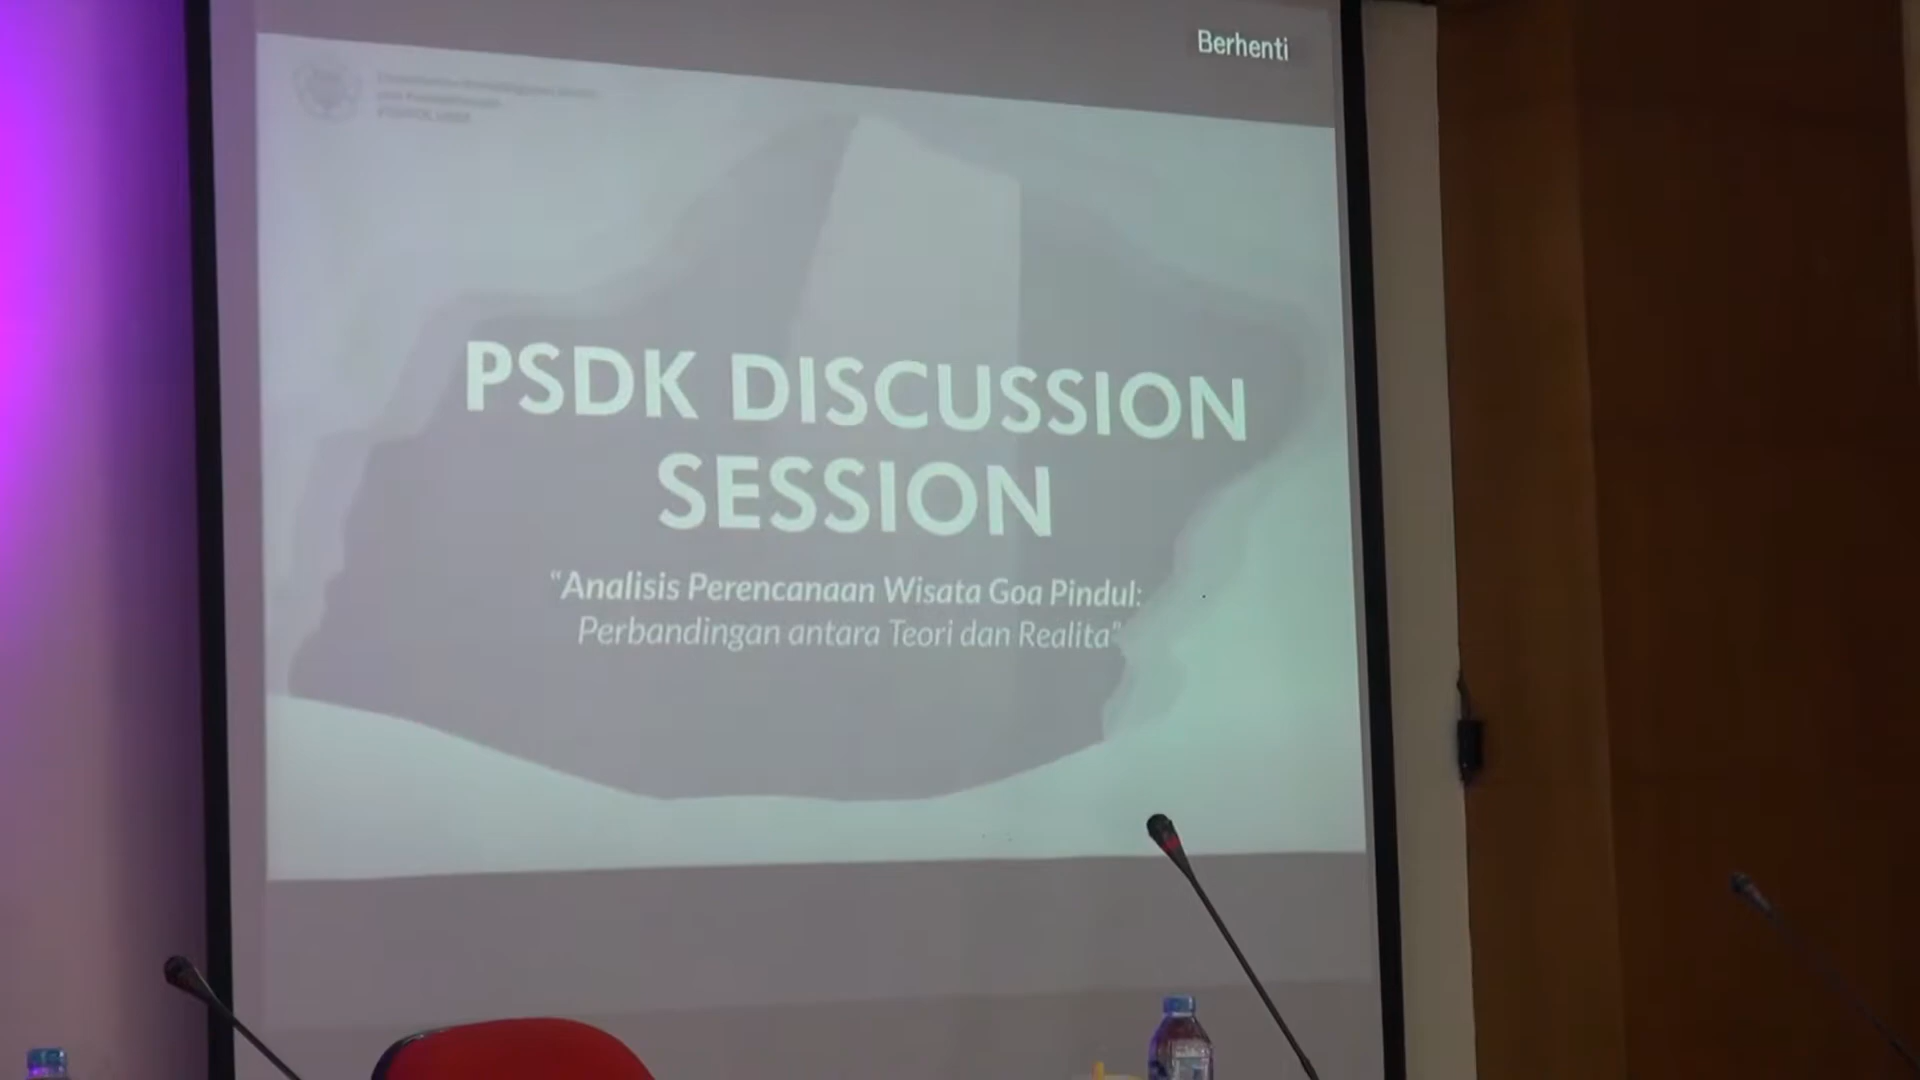 Berhenti
PSDK DISCUSSION
SESSION
"Analisis Perencanaan Wisata Goa Pindul:
Perbandingan antara Teori dan Realita"